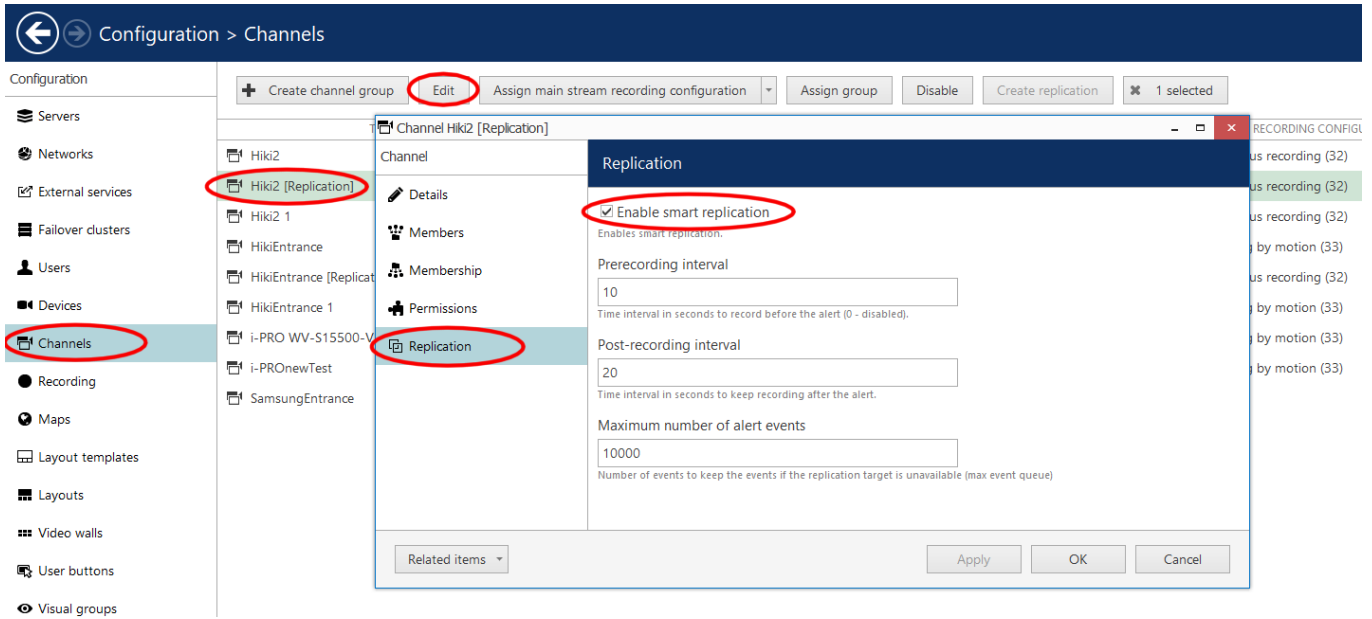 Configuration > Channels
Configuration
Servers
Networks
External services
Failover clusters
Users
Devices
Channels
Recording
Maps
Layout templates
Layouts
Video walls
User buttons
Visual groups
Create channel group
Edit
Assign main stream recording configuration
Assign group
Disable
Create replication
1 selected
T
RECORDING CONFIGU
Hiki2
us recording (32)
Hiki2 [Replication]
us recording (32)
Hiki2 1
us recording (32)
HikiEntrance
g by motion (33)
HikiEntrance [Replicat
us recording (32)
HikiEntrance 1
g by motion (33)
i-PRO WV-S15500-V
g by motion (33)
i-PROnewTest
g by motion (33)
SamsungEntrance
Channel Hiki2 [Replication]
Channel
Details
Members
Membership
Permissions
Replication
Replication
Enable smart replication
Enables smart replication.
Prerecording interval
10
Time interval in seconds to record before the alert (0 - disabled).
Post-recording interval
20
Time interval in seconds to keep recording after the alert.
Maximum number of alert events
10000
Number of events to keep the events if the replication target is unavailable (max event queue)
Related items
Apply
OK
Cancel